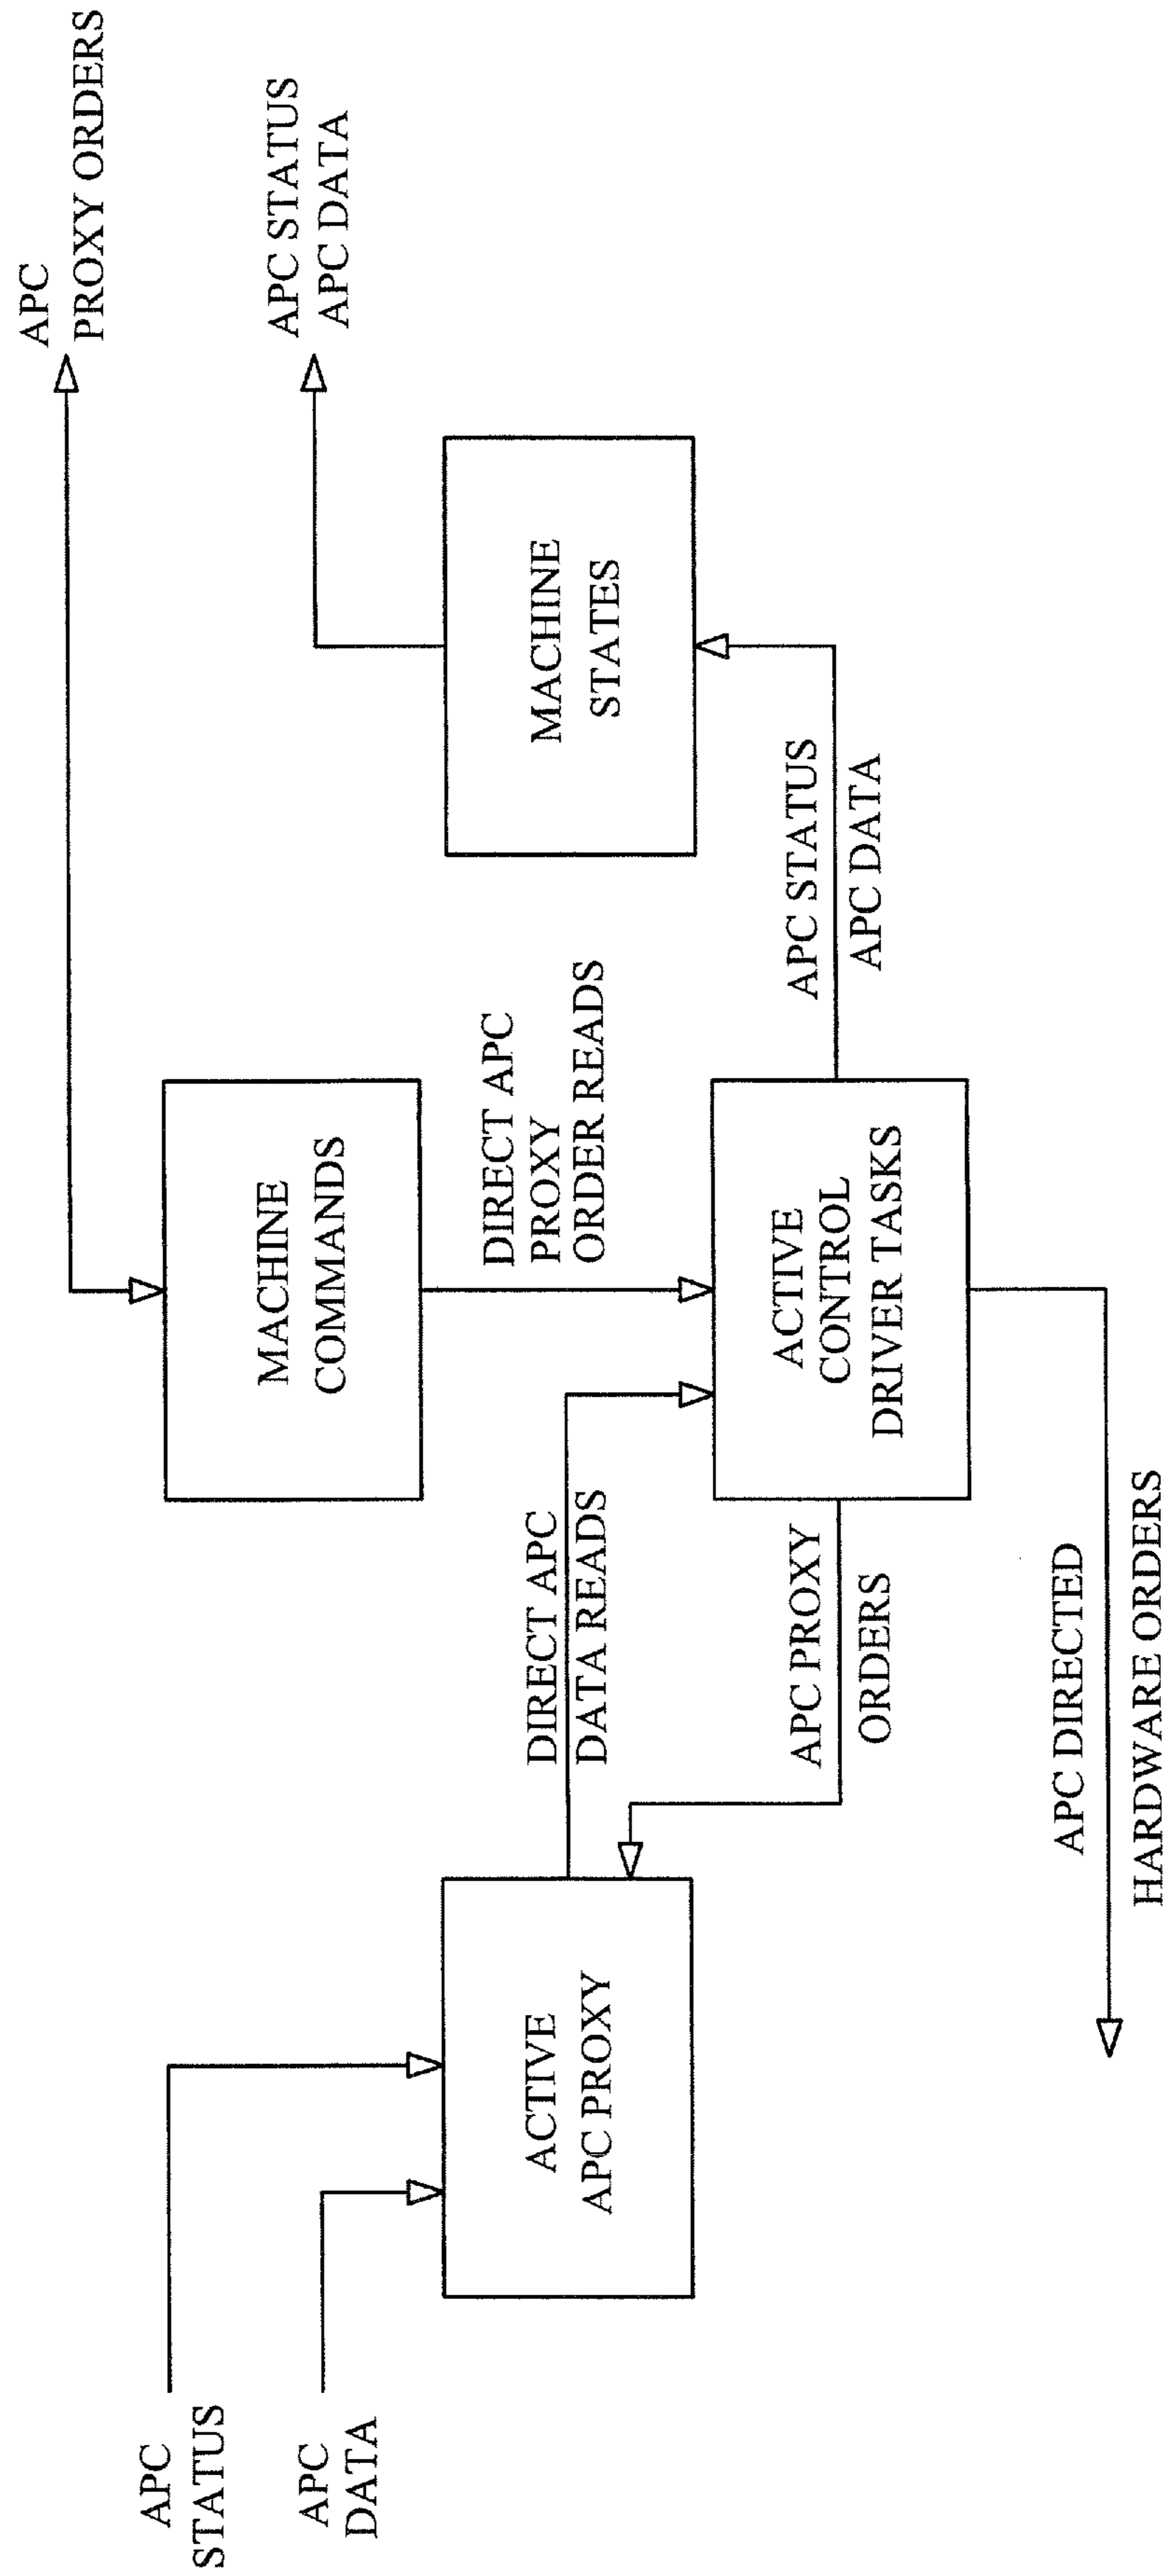 APC
PROXY ORDERS
APC STATUS
APC DATA
MACHINE
COMMANDS
MACHINE
STATES
DIRECT APC
PROXY
ORDER READS
APC STATUS
APC DATA
ACTIVE
CONTROL
DRIVER TASKS
DIRECT APC
DATA READS
APC PROXY
ORDERS
APC DIRECTED
HARDWARE ORDERS
ACTIVE
APC PROXY
APC
STATUS
APC
DATA